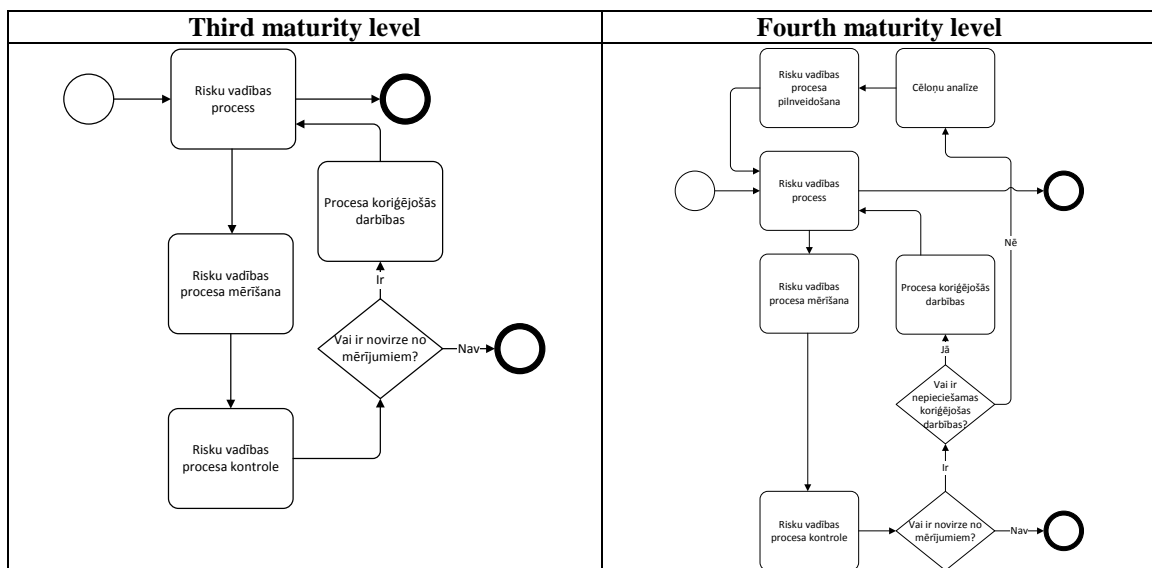 Third maturity level
Risku vadības
process
Procesa koriģējošās
darbības
Risku vadības
procesa mērīšana
Ir
Vai ir novirze no
mērījumiem?
Nav
Risku vadības
procesa kontrole
Fourth maturity level
Risku vadības
procesa
pilnveidošana
Cēloņu analīze
Risku vadības
process
Nē
Risku vadības
procesa mērīšana
Procesa koriģējošās
darbības
Jā
Vai ir
nepieciešamas
koriģējošas
darbības?
Ir
Risku vadības
procesa kontrole
Vai ir novirze no
mērījumiem?
Nav